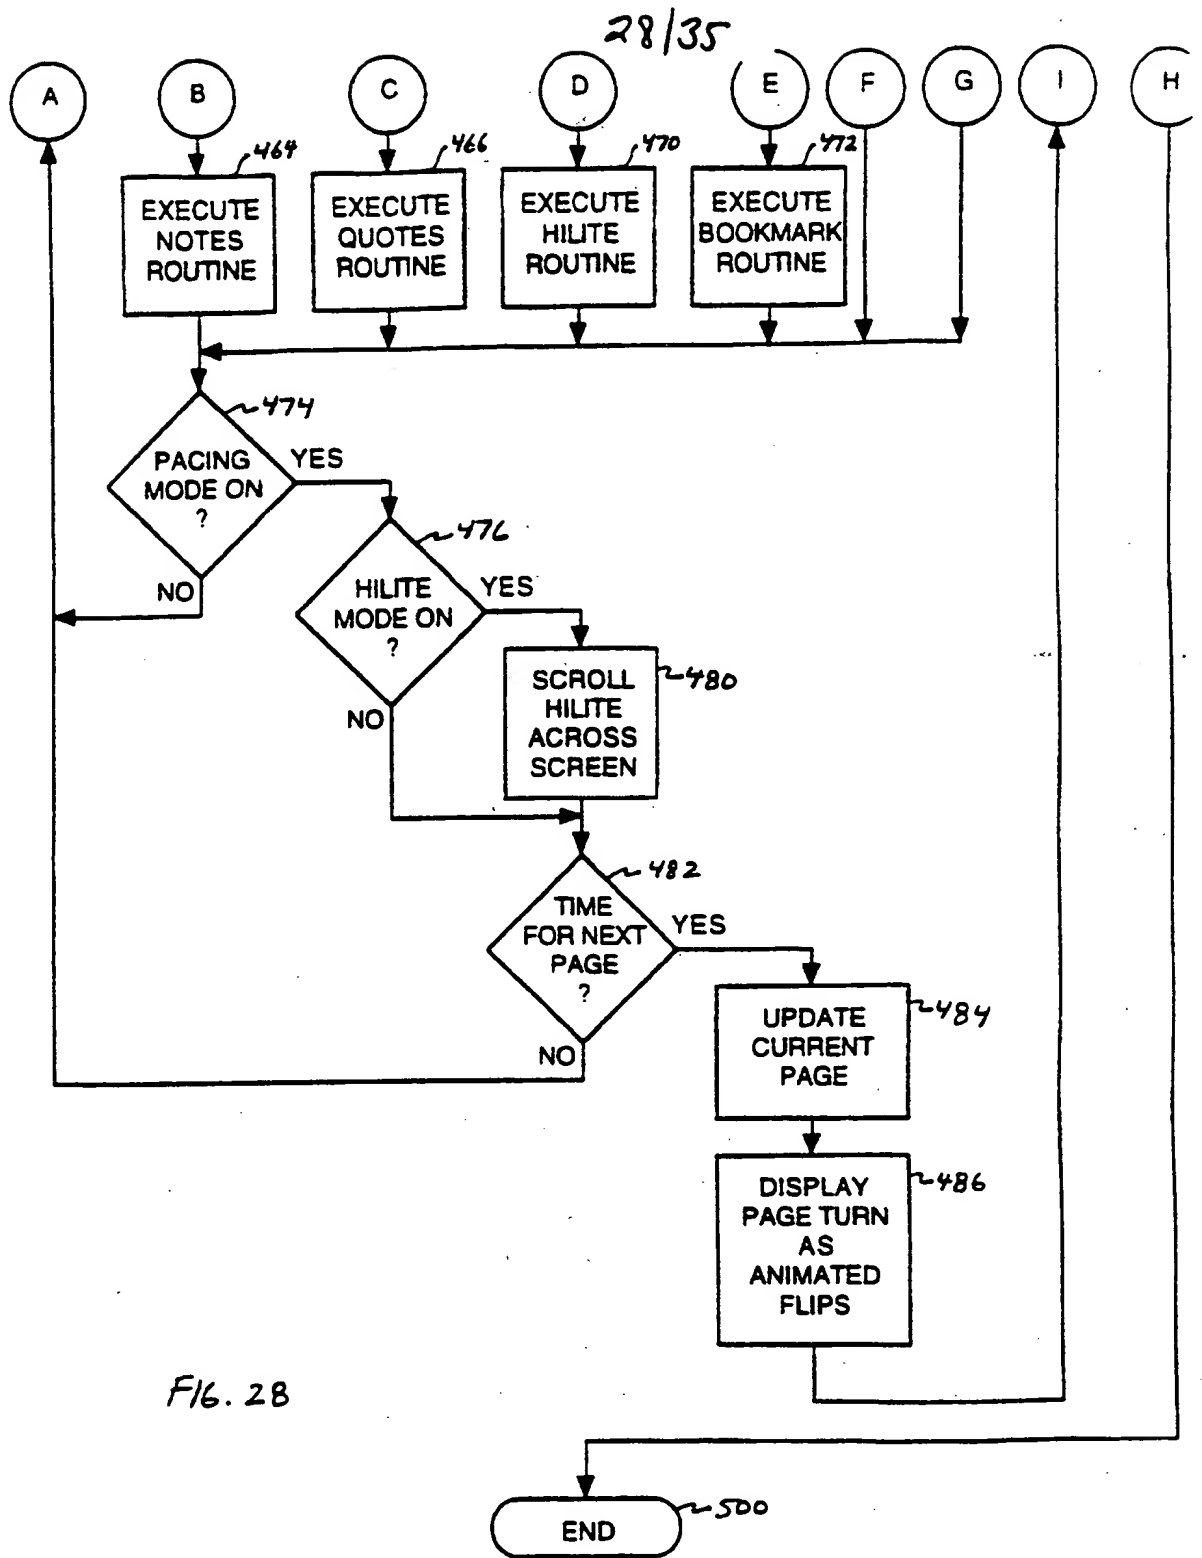 28/35
A
B
C
D
E
F
G
I
H
464
466
470
472
EXECUTE
NOTES
ROUTINE
EXECUTE
QUOTES
ROUTINE
EXECUTE
HILITE
ROUTINE
EXECUTE
BOOKMARK
ROUTINE
474
PACING
MODE ON
?
YES
NO
476
HILITE
MODE ON
?
YES
NO
480
SCROLL
HILITE
ACROSS
SCREEN
482
TIME
FOR NEXT
PAGE
?
YES
NO
484
UPDATE
CURRENT
PAGE
486
DISPLAY
PAGE TURN
AS
ANIMATED
FLIPS
FIG. 28
500
END